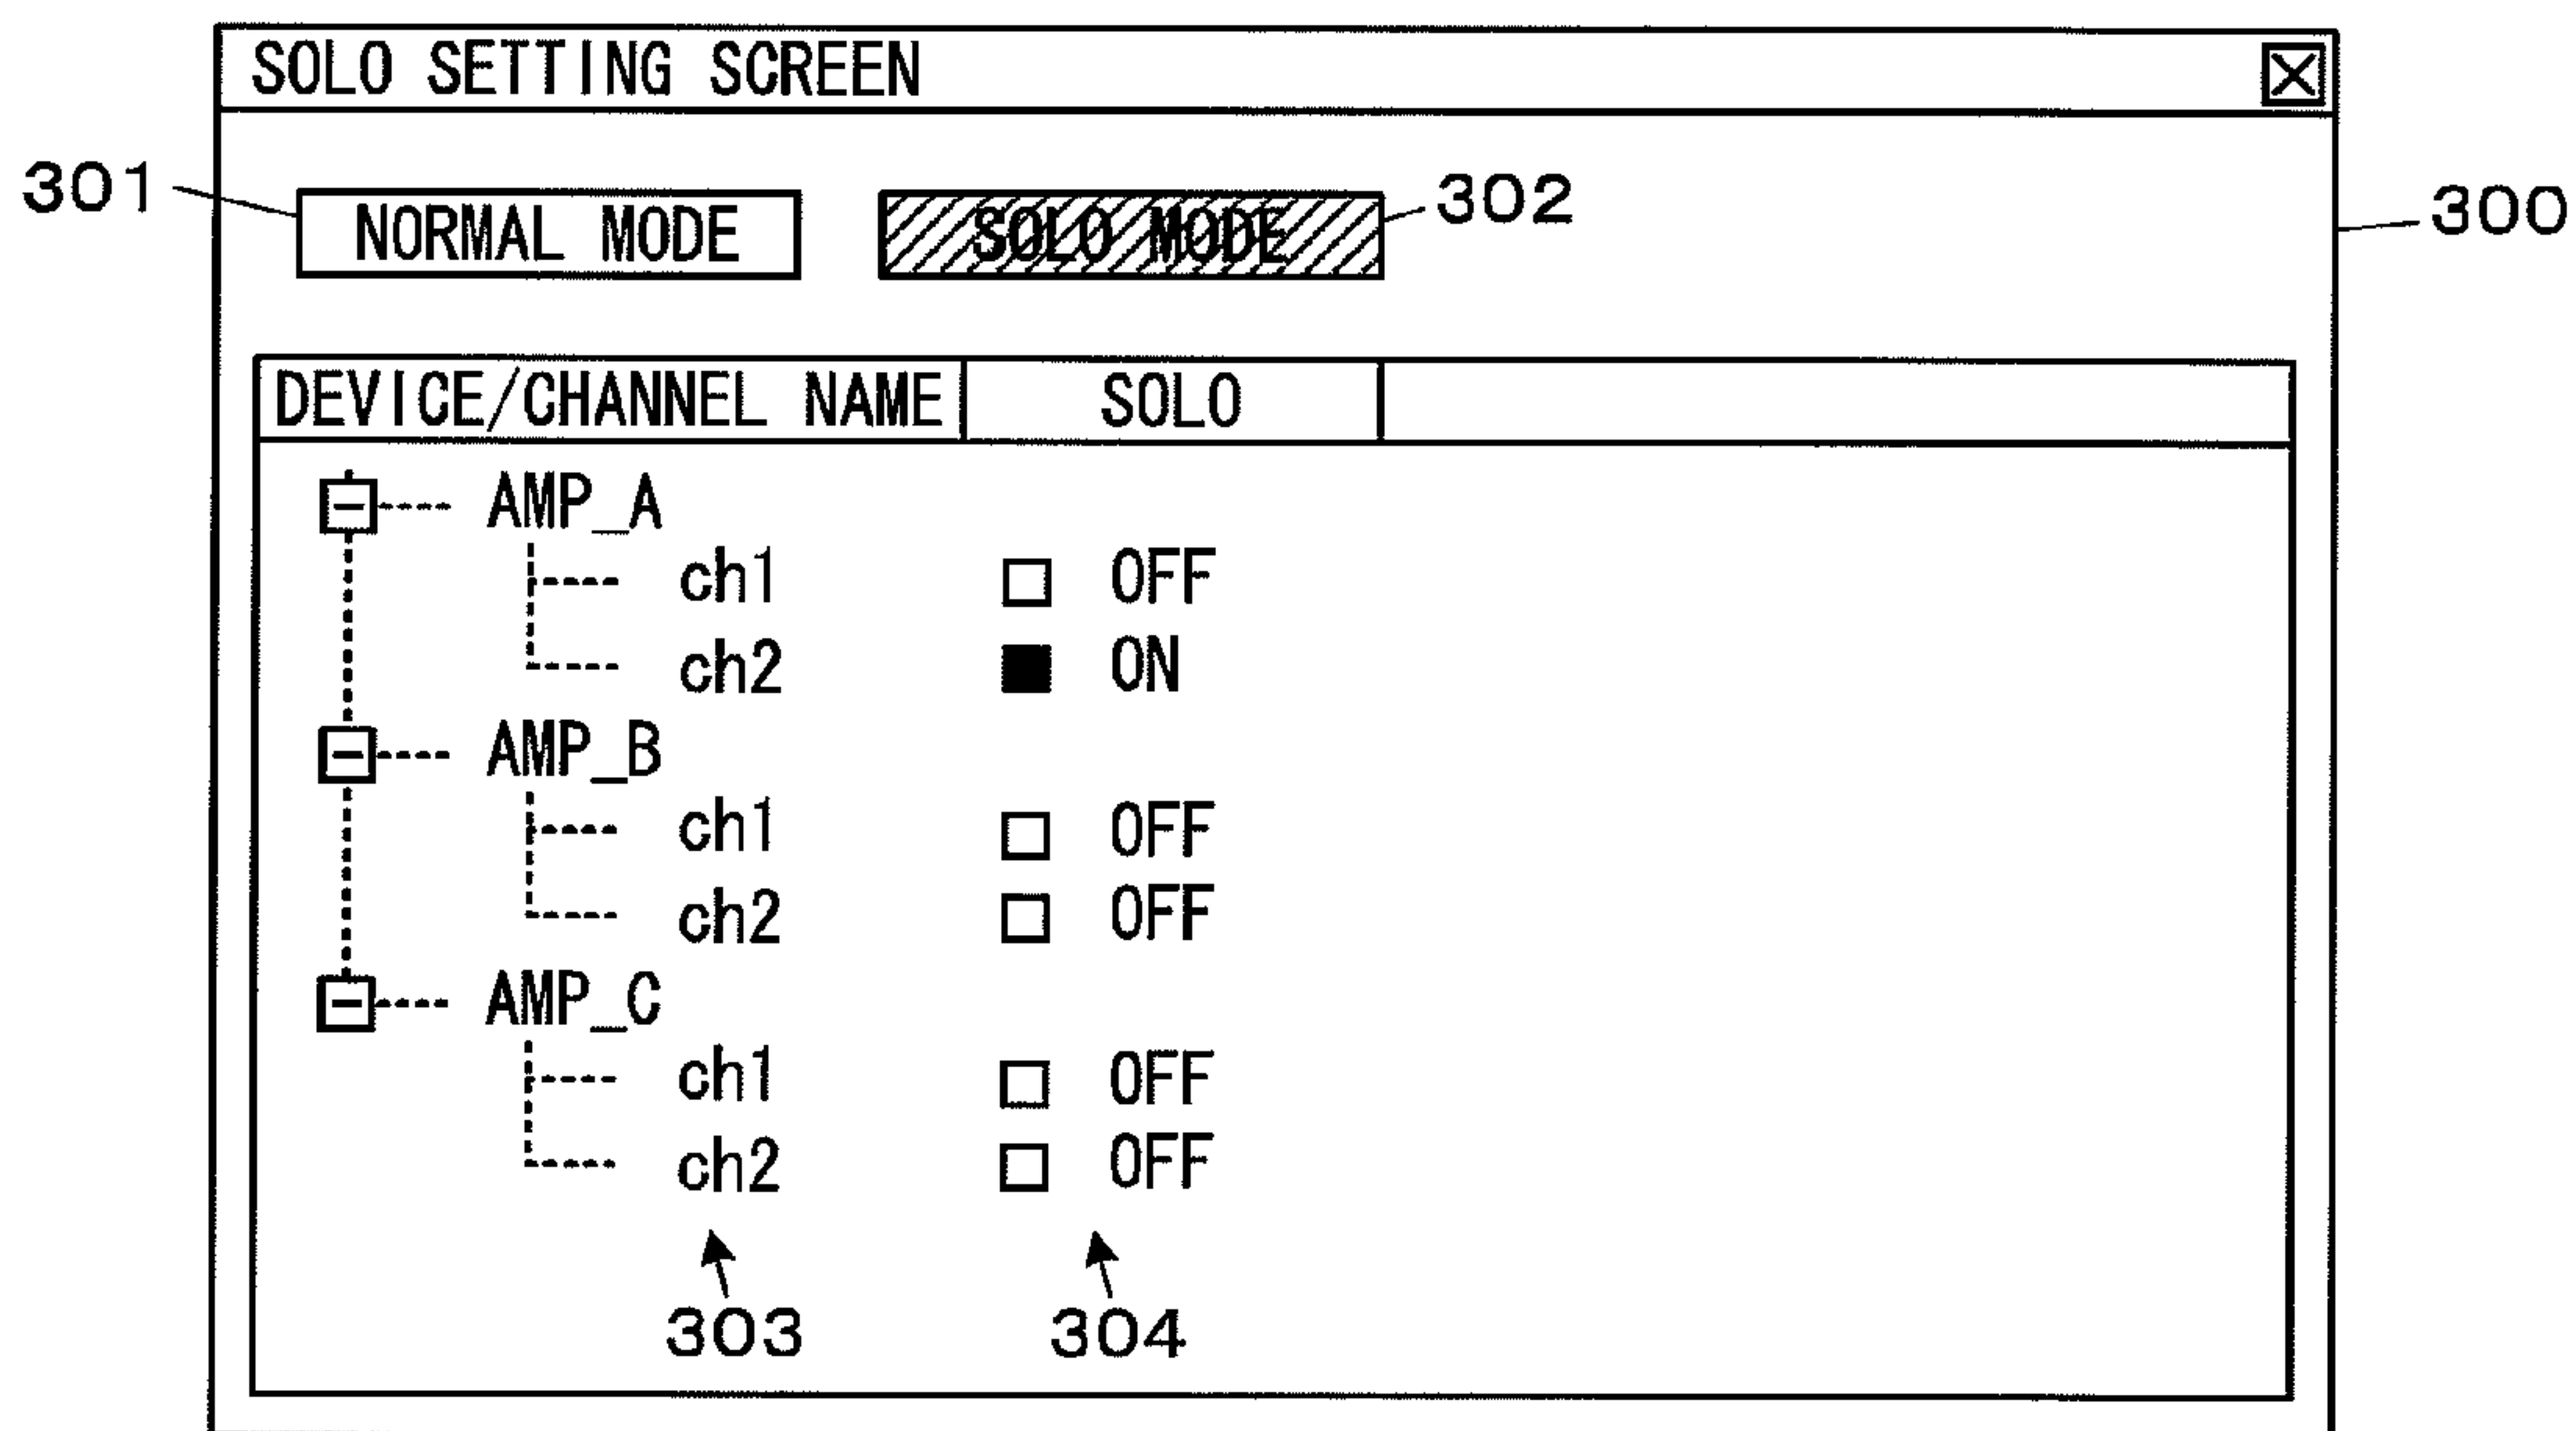 SOLO SETTING SCREEN
301 NORMAL MODE SOLO MODE 302 300
DEVICE/CHANNEL NAME SOLO
AMP_A
ch1 OFF
ch2 ON
AMP_B
ch1 OFF
ch2 OFF
AMP_C
ch1 OFF
ch2 OFF
303 304